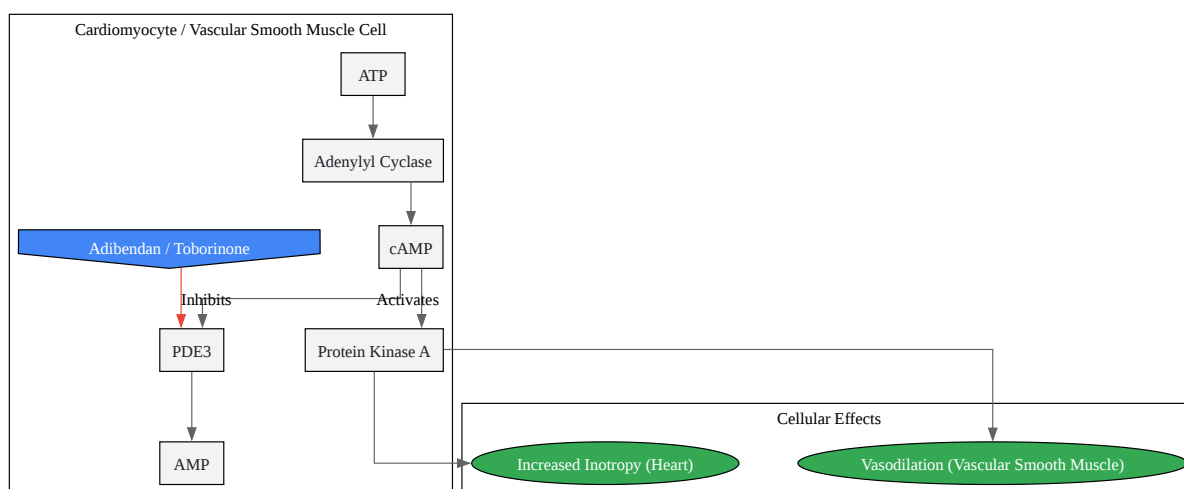 Cardiomyocyte / Vascular Smooth Muscle Cell
ATP
Adenylyl Cyclase
Adibendan / Toborinone
cAMP
Inhibits
Activates
PDE3
Protein Kinase A
Cellular Effects
AMP
Increased Inotropy (Heart)
Vasodilation (Vascular Smooth Muscle)